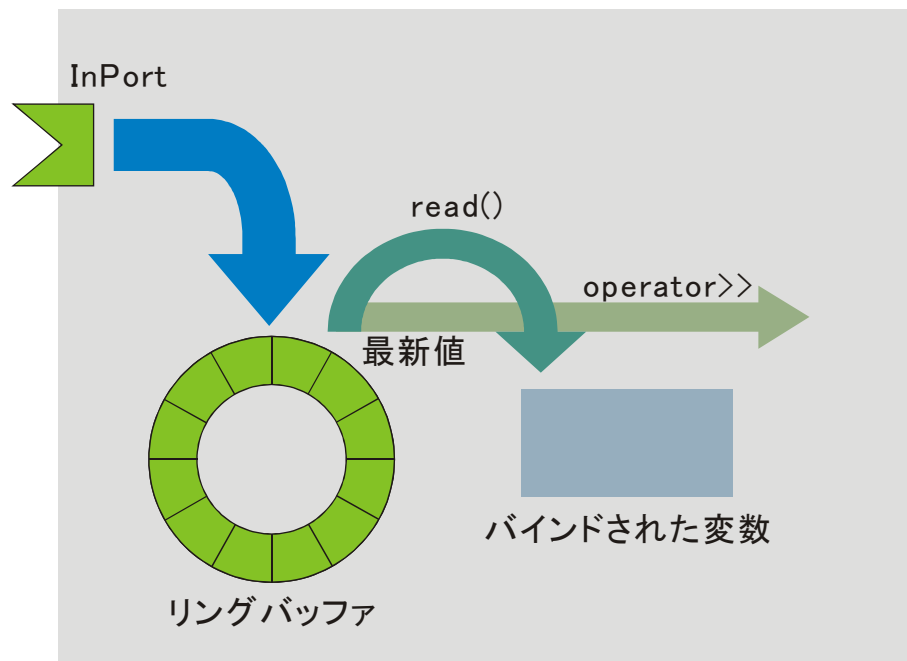 InPort
read()
operator>>
最新値
バインドされた変数
リングバッファ